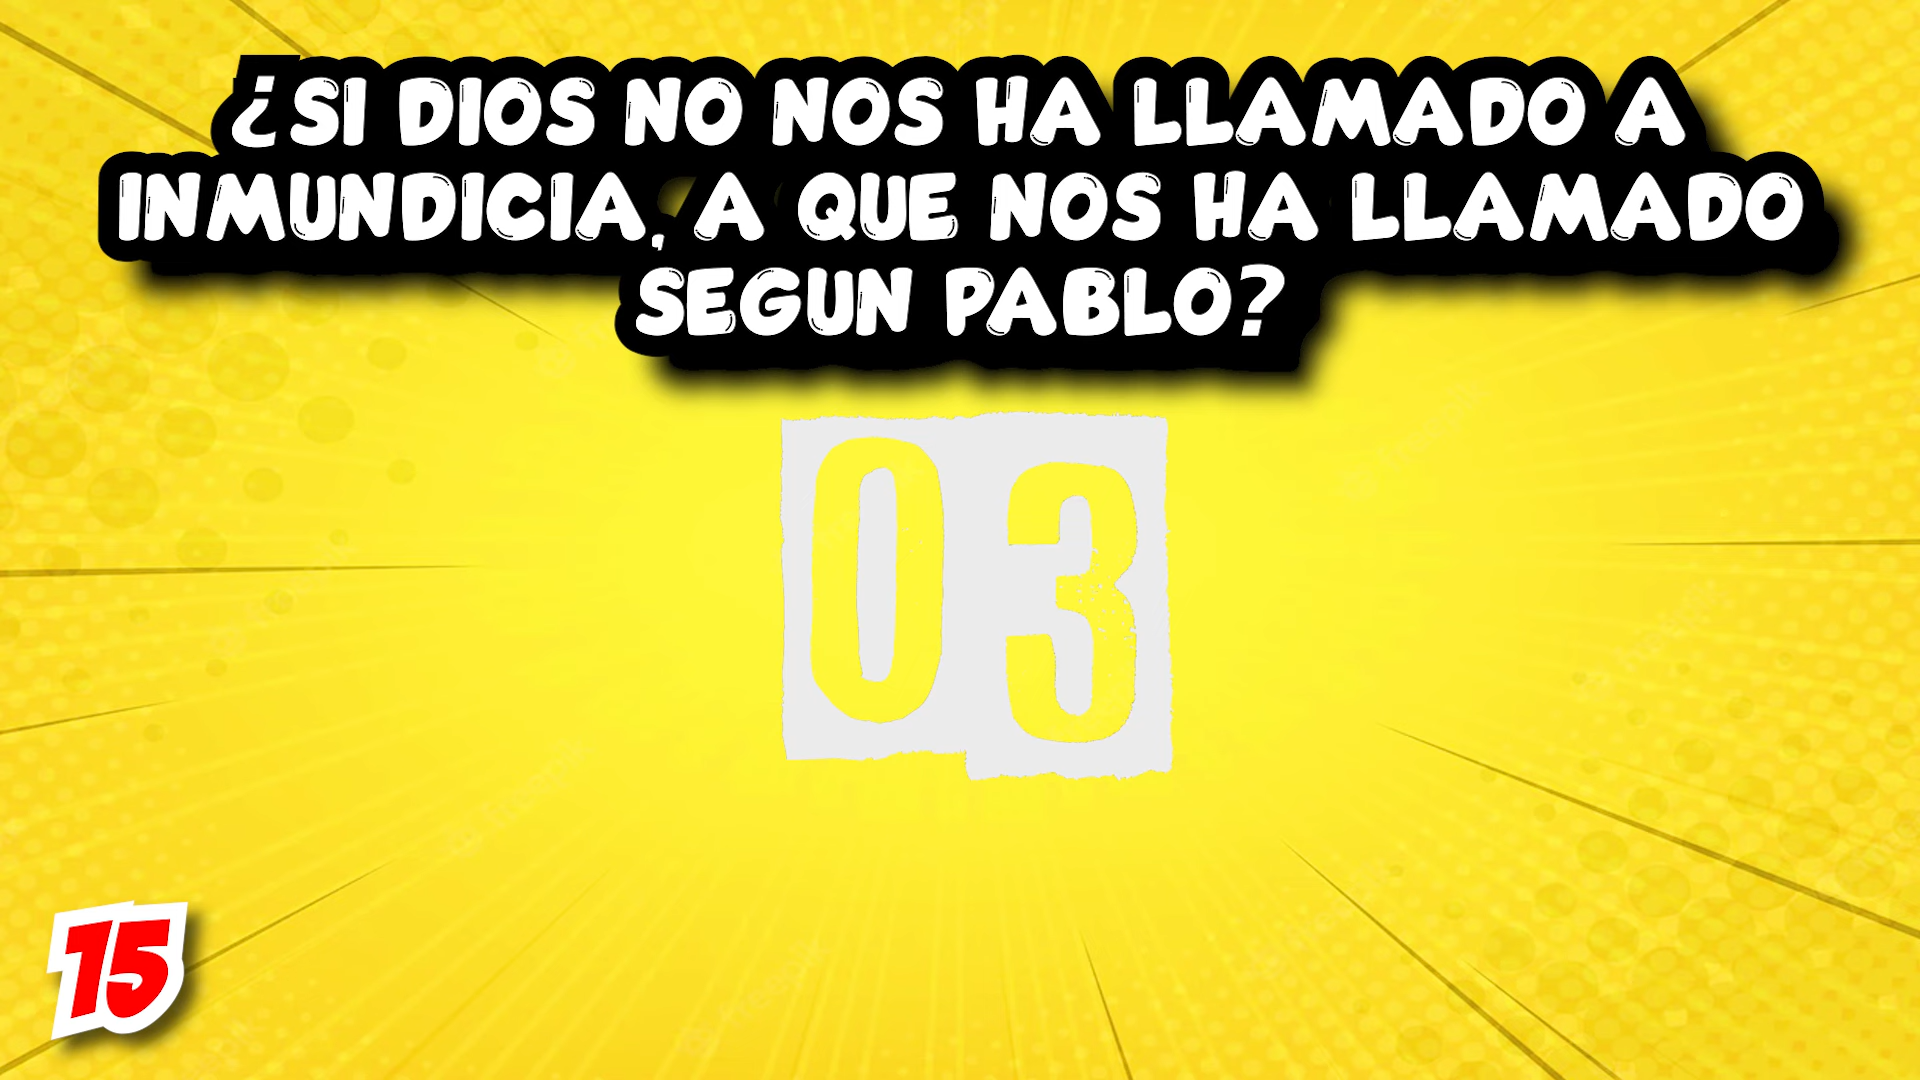 ¿SI DIOS NO NOS HA LLAMADO A
INMUNDICIA, A QUE NOS HA LLAMADO
SEGUN PABLO?
03
15